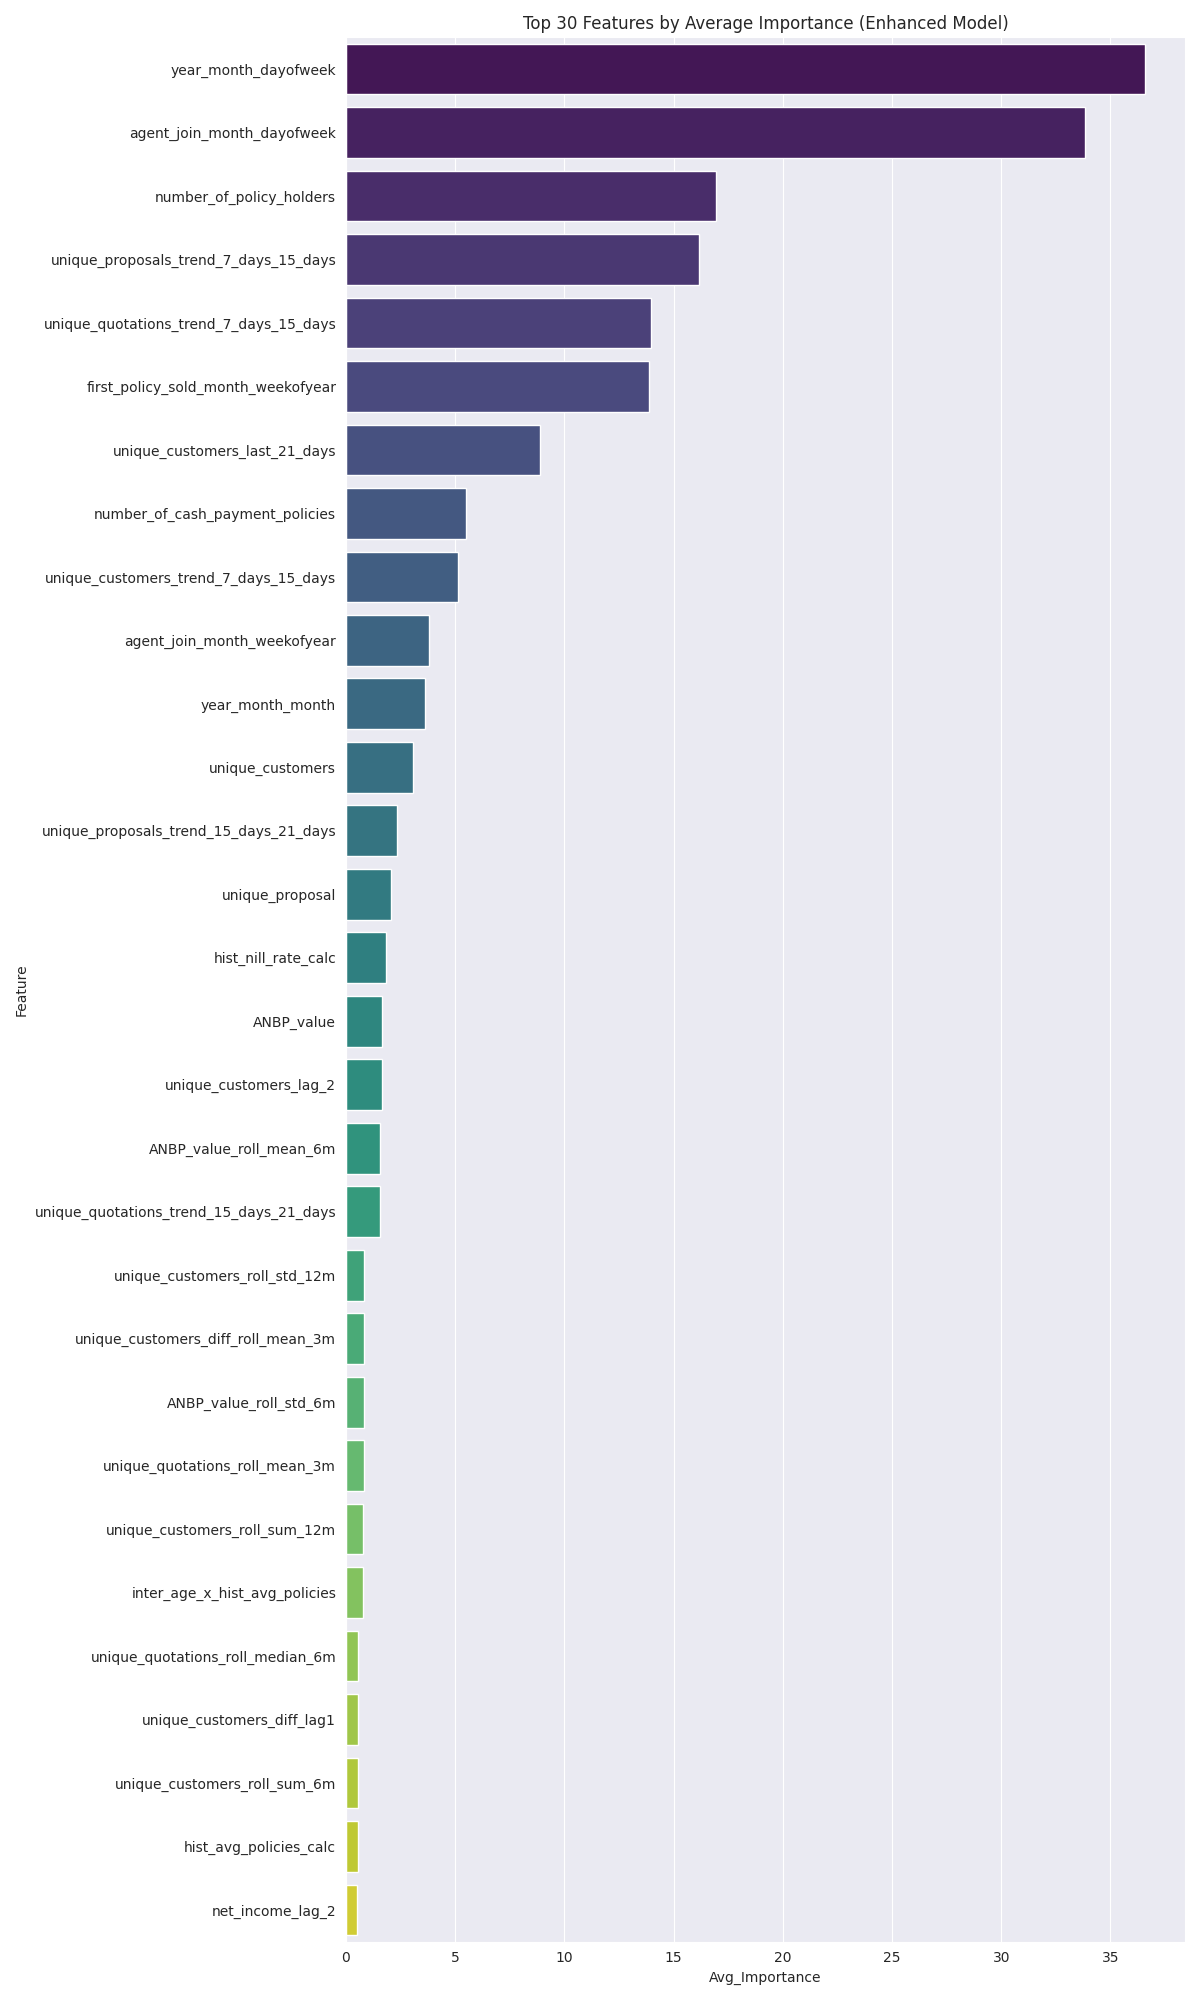 Top 30 Features by Average Importance (Enhanced Model)
year_month_dayofweek
agent_join_month_dayofweek
number_of_policy_holders
unique_proposals_trend_7_days_15_days
unique_quotations_trend_7_days_15_days
first_policy_sold_month_weekofyear
unique_customers_last_21_days
number_of_cash_payment_policies
unique_customers_trend_7_days_15_days
agent_join_month_weekofyear
year_month_month
unique_customers
unique_proposals_trend_15_days_21_days
unique_proposal
hist_nill_rate_calc
Feature
ANBP_value
unique_customers_lag_2
ANBP_value_roll_mean_6m
unique_quotations_trend_15_days_21_days
unique_customers_roll_std_12m
unique_customers_diff_roll_mean_3m
ANBP_value_roll_std_6m
unique_quotations_roll_mean_3m
unique_customers_roll_sum_12m
inter_age_x_hist_avg_policies
unique_quotations_roll_median_6m
unique_customers_diff_lag1
unique_customers_roll_sum_6m
hist_avg_policies_calc
net_income_lag_2
0 5 10 15 20 25 30 35
Avg_Importance